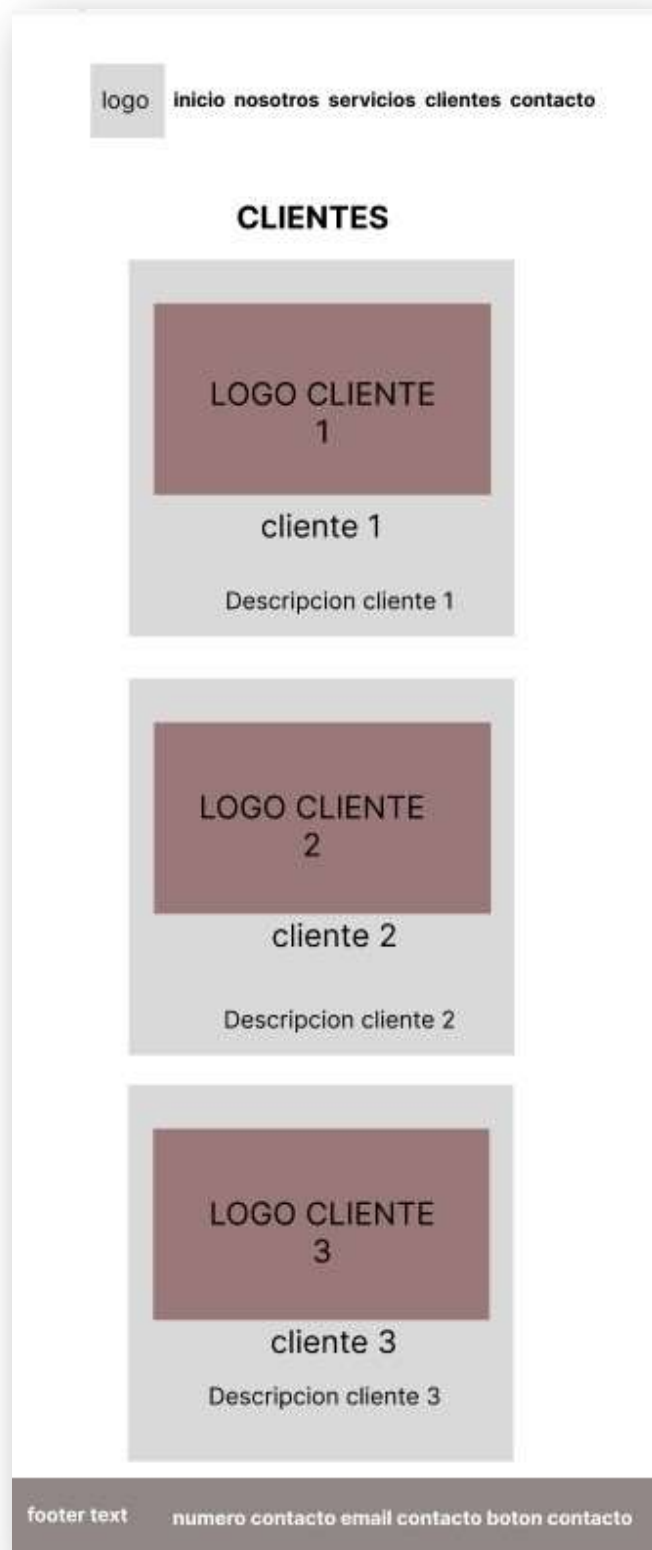 logo inicio nosotros servicios clientes contacto
CLIENTES
LOGO CLIENTE
1
cliente 1
Descripcion cliente 1
LOGO CLIENTE
2
cliente 2
Descripcion cliente 2
LOGO CLIENTE
3
cliente 3
Descripcion cliente 3
footer text numero contacto email contacto boton contacto